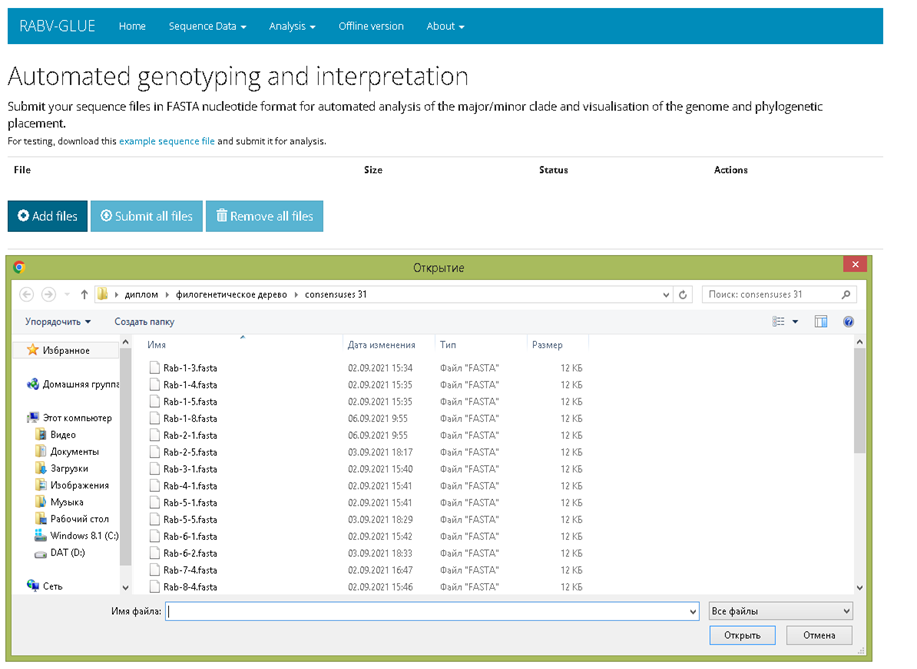 RABV-GLUE Home Sequence Data Analysis Offline version About
Automated genotyping and interpretation
Submit your sequence files in FASTA nucleotide format for automated analysis of the major/minor clade and visualisation of the genome and phylogenetic
placement.
For testing, download this example sequence file and submit it for analysis.
File Size Status Actions
Add files Submit all files Remove all files
Открытие
диплом филогенетическое дерево consensuses 31 Поиск: consensuses 31
Упорядочить Создать папку
Избранное
Домашняя группа
Этот компьютер
Видео
Документы
Загрузки
Изображения
Музыка
Рабочий стол
Windows 8.1 (C:)
DAT (D:)
Сеть
Имя Дата изменения Тип Размер
Rab-1-3.fasta 02.09.2021 15:34 Файл "FASTA" 12 КБ
Rab-1-4.fasta 02.09.2021 15:35 Файл "FASTA" 12 КБ
Rab-1-5.fasta 02.09.2021 15:35 Файл "FASTA" 12 КБ
Rab-1-8.fasta 06.09.2021 9:55 Файл "FASTA" 12 КБ
Rab-2-1.fasta 06.09.2021 9:55 Файл "FASTA" 12 КБ
Rab-2-5.fasta 03.09.2021 18:17 Файл "FASTA" 12 КБ
Rab-3-1.fasta 02.09.2021 15:40 Файл "FASTA" 12 КБ
Rab-4-1.fasta 02.09.2021 15:41 Файл "FASTA" 12 КБ
Rab-5-1.fasta 02.09.2021 15:41 Файл "FASTA" 12 КБ
Rab-5-5.fasta 03.09.2021 18:29 Файл "FASTA" 12 КБ
Rab-6-1.fasta 02.09.2021 15:42 Файл "FASTA" 12 КБ
Rab-6-2.fasta 03.09.2021 18:33 Файл "FASTA" 12 КБ
Rab-7-4.fasta 02.09.2021 16:47 Файл "FASTA" 12 КБ
Rab-8-4.fasta 02.09.2021 15:46 Файл "FASTA" 12 КБ
Имя файла: Все файлы
Открыть Отмена